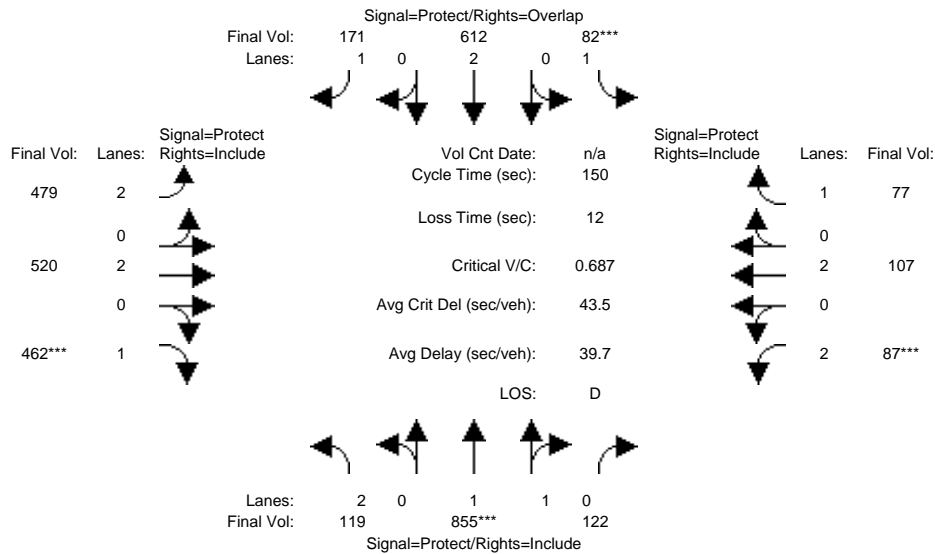 Signal=Protect/Rights=Overlap
Final Vol: 171 612 82***
Lanes: 1 0 2 0 1
Signal=Protect Signal=Protect
Final Vol: Lanes: Rights=Include Vol Cnt Date: n/a Rights=Include Lanes: Final Vol:
Cycle Time (sec): 150
479 2 1 77
Loss Time (sec): 12
0 0
520 2 Critical V/C: 0.687 2 107
0 Avg Crit Del (sec/veh): 43.5 0
462*** 1 Avg Delay (sec/veh): 39.7 2 87***
LOS: D
Lanes: 2 0 1 1 0
Final Vol: 119 855*** 122
Signal=Protect/Rights=Include